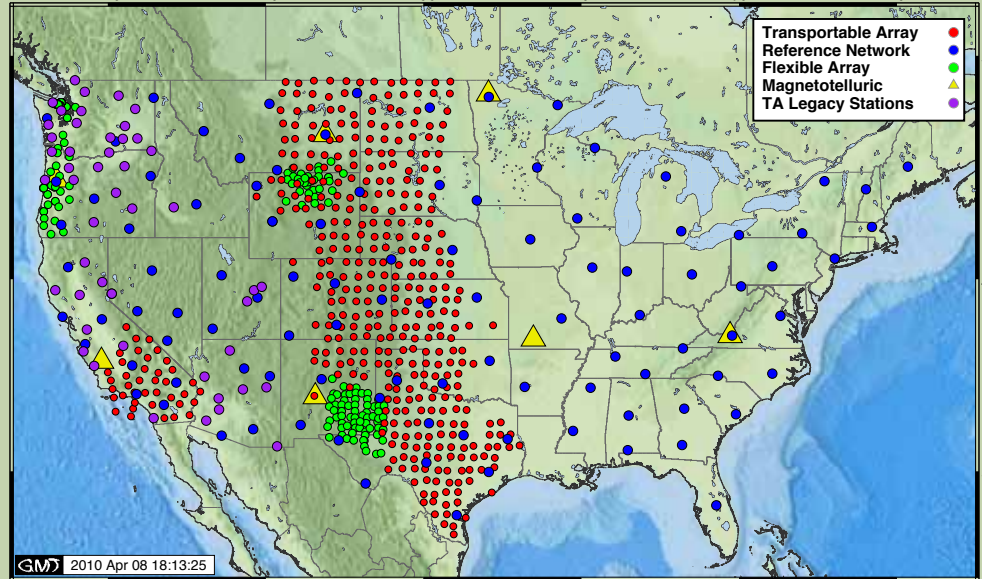 Transportable Array
Reference Network
Flexible Array
Magnetotelluric
TA Legacy Stations
GMT 2010 Apr 08 18:13:25